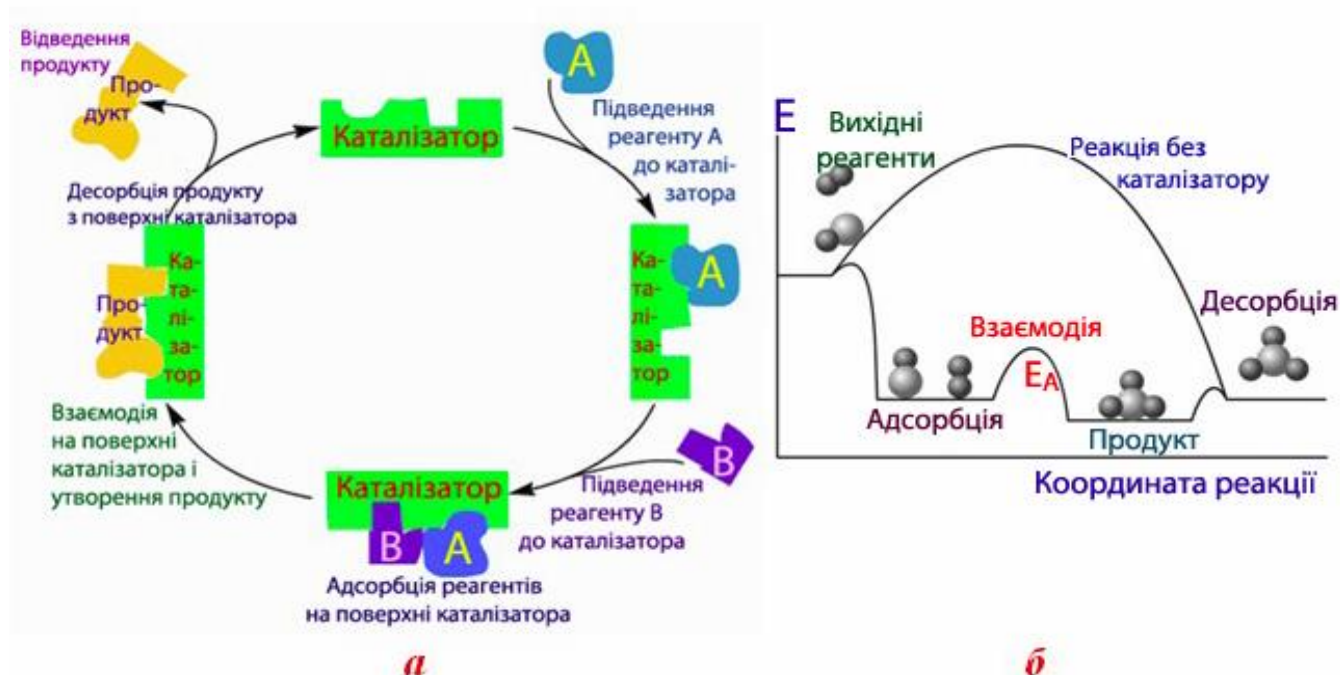 Відведення
продукту
Про-
дукт
А
Каталізатор
Підведення
реагенту А
до каталі-
затора
Десорбція продукту
з поверхні каталізатора
Ка-
та-
лі-
за-
тор
А
Ка-
та-
лі-
за-
тор
Про-
дукт
Взаємодія
на поверхні
каталізатора і
утворення продукту
Каталізатор
В
А
В
Підведення
реагенту В
до каталізатора
Адсорбція реагентів
на поверхні каталізатора
а
Е
Вихідні
реагенти
Реакція без
каталізатору
Десорбція
Взаємодія
ЕА
Адсорбція
Продукт
Координата реакції
б